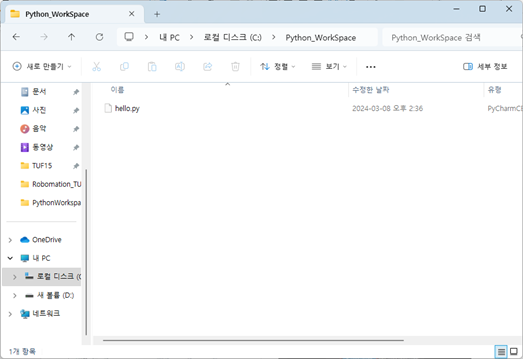 Python_WorkSpace
내 PC > 로컬 디스크 (C:) > Python_WorkSpace
Python_WorkSpace 검색
새로 만들기
정렬
보기
세부 정보
이름 수정한 날짜 유형
hello.py 2024-03-08 오후 2:36 PyCharmCE
문서
사진
음악
동영상
TUF15
Robomation_TU
PythonWorkspa
OneDrive
내 PC
로컬 디스크 (C
새 볼륨 (D:)
네트워크
1개 항목